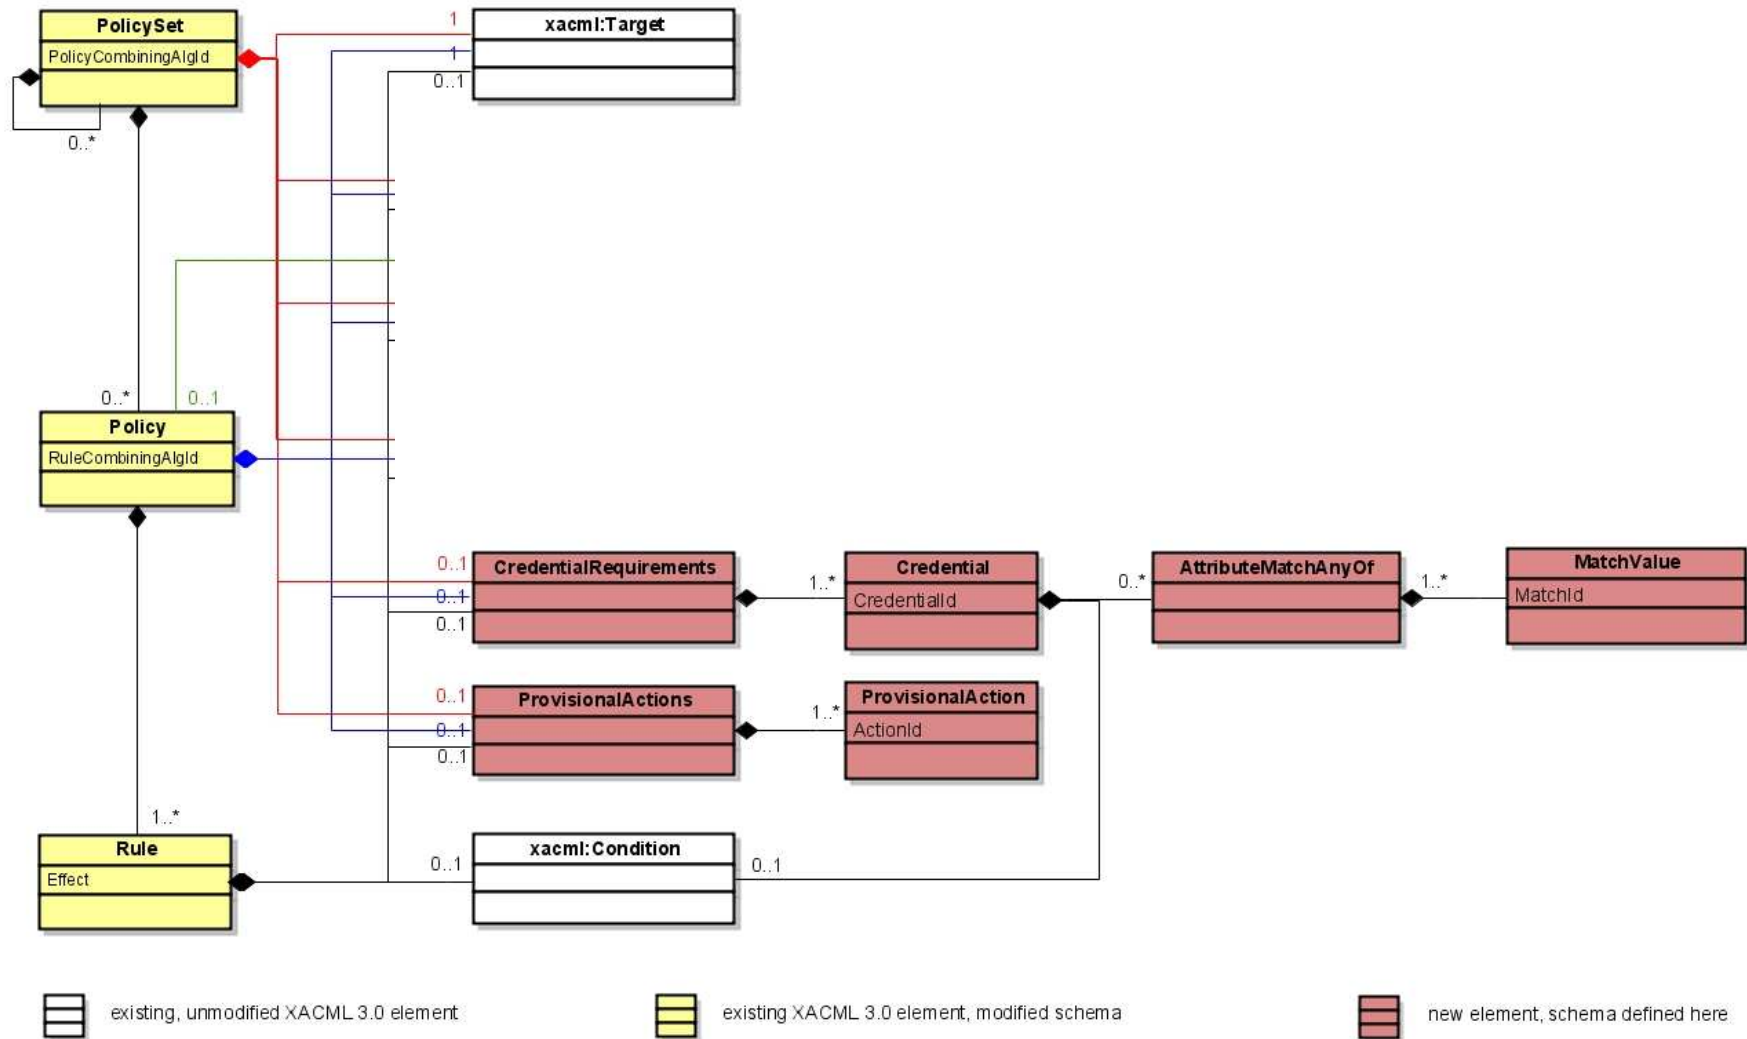 PolicySet
PolicyCombiningAlgId
0..*
1
1
0..1
xacml:Target
0..*
0..1
Policy
RuleCombiningAlgId
0..1
0..1
0..1
CredentialRequirements
1..*
Credential
CredentialId
0..*
AttributeMatchAnyOf
1..*
MatchValue
MatchId
0..1
0..1
0..1
ProvisionalActions
1..*
ProvisionalAction
ActionId
1..*
Rule
Effect
0..1
xacml:Condition
0..1
existing, unmodified XACML 3.0 element
existing XACML 3.0 element, modified schema
new element, schema defined here